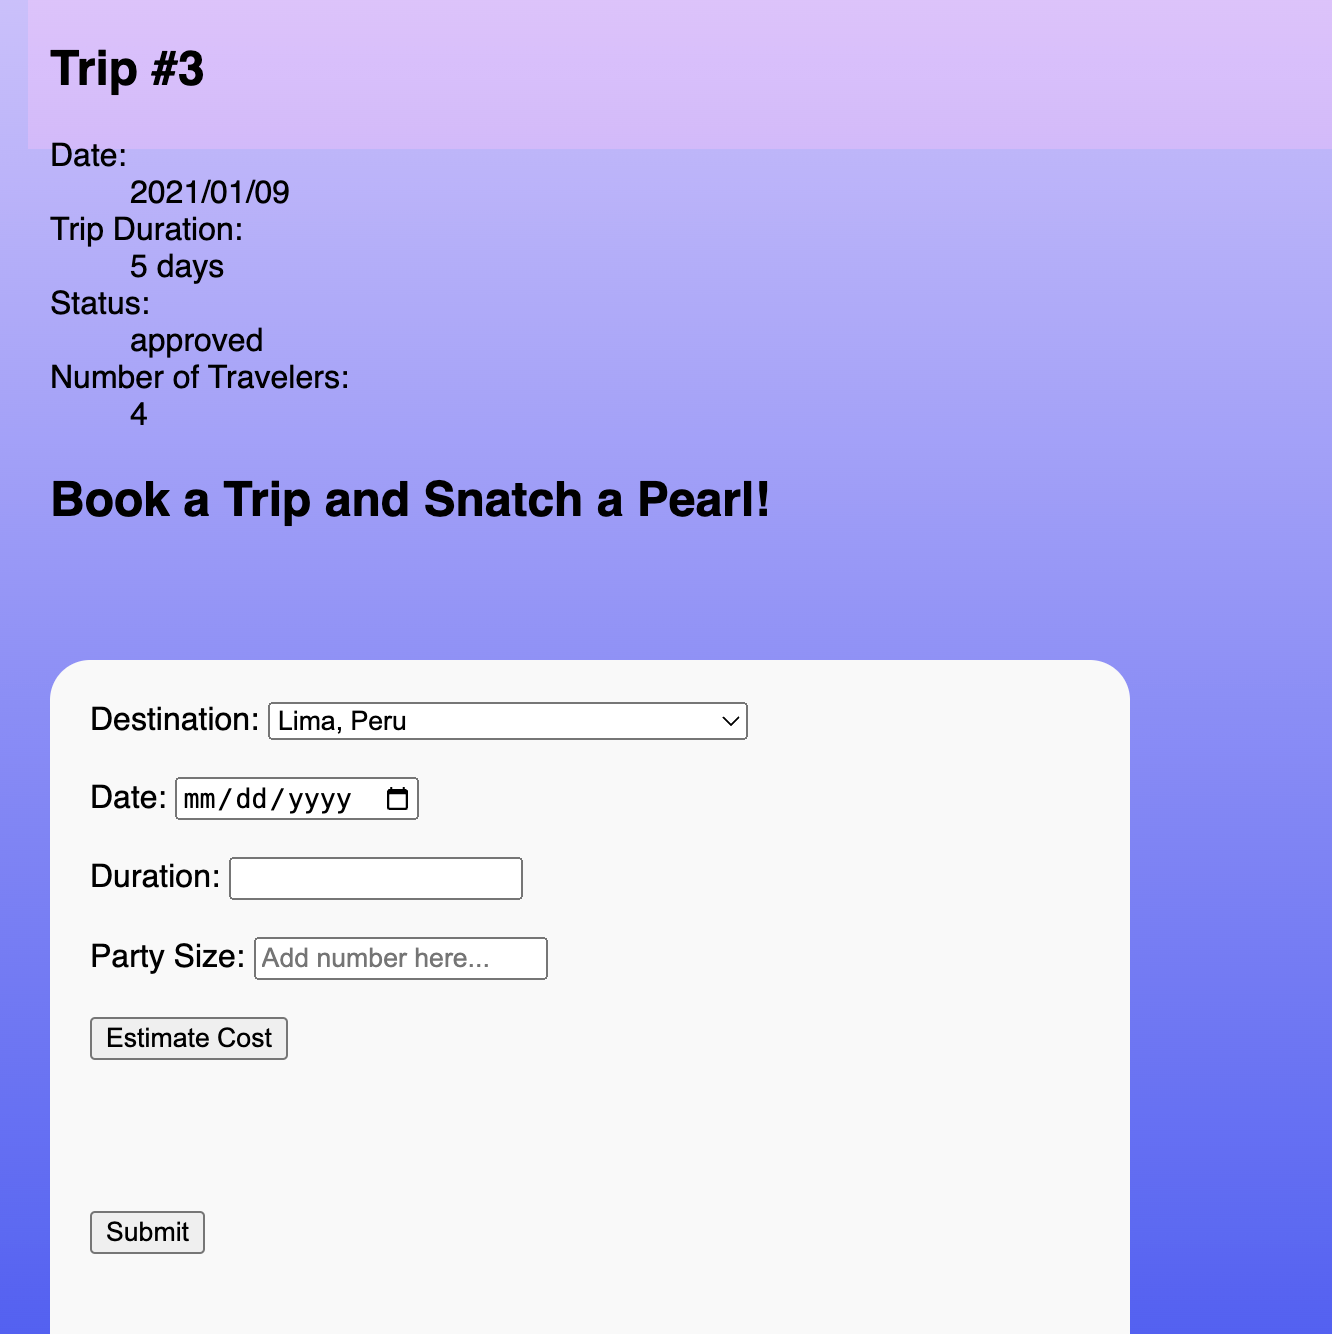 Trip #3
Date:
2021/01/09
Trip Duration:
5 days
Status:
approved
Number of Travelers:
4
Book a Trip and Snatch a Pearl!
Destination: Lima, Peru
Date: mm/dd/yyyy
Duration:
Party Size: Add number here...
Estimate Cost
Submit